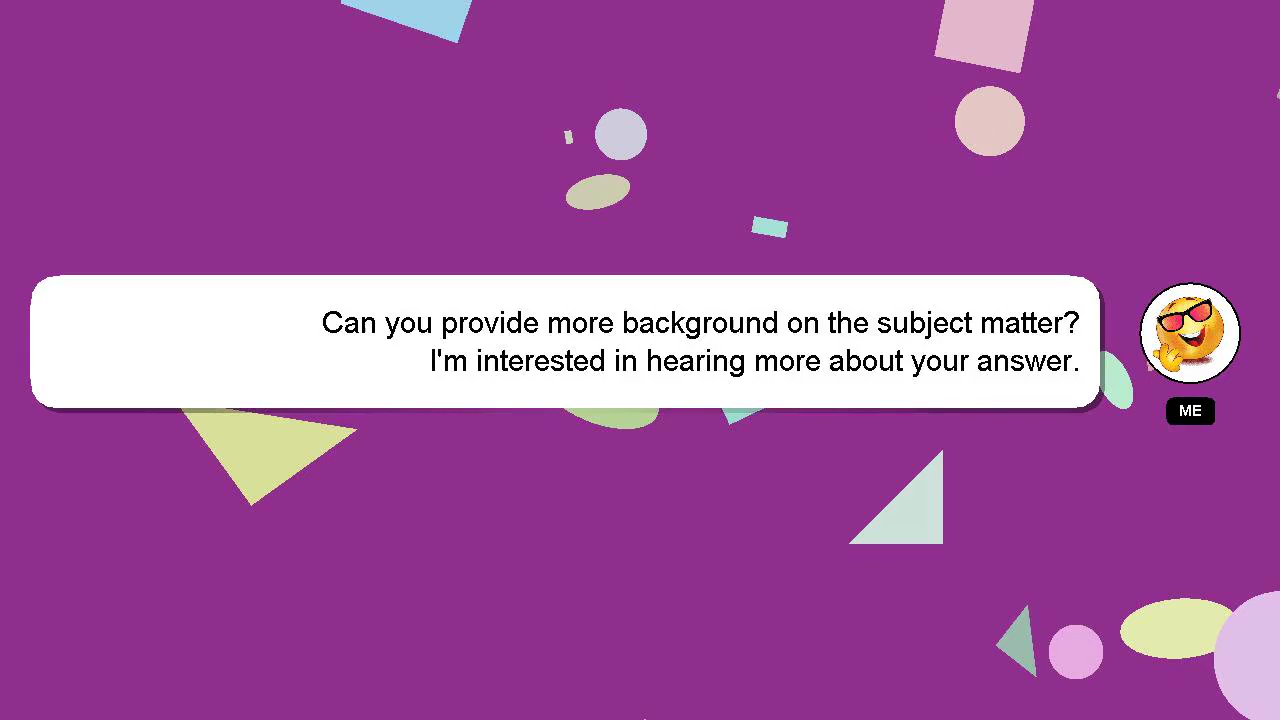 Can you provide more background on the subject matter?
I'm interested in hearing more about your answer.
ME